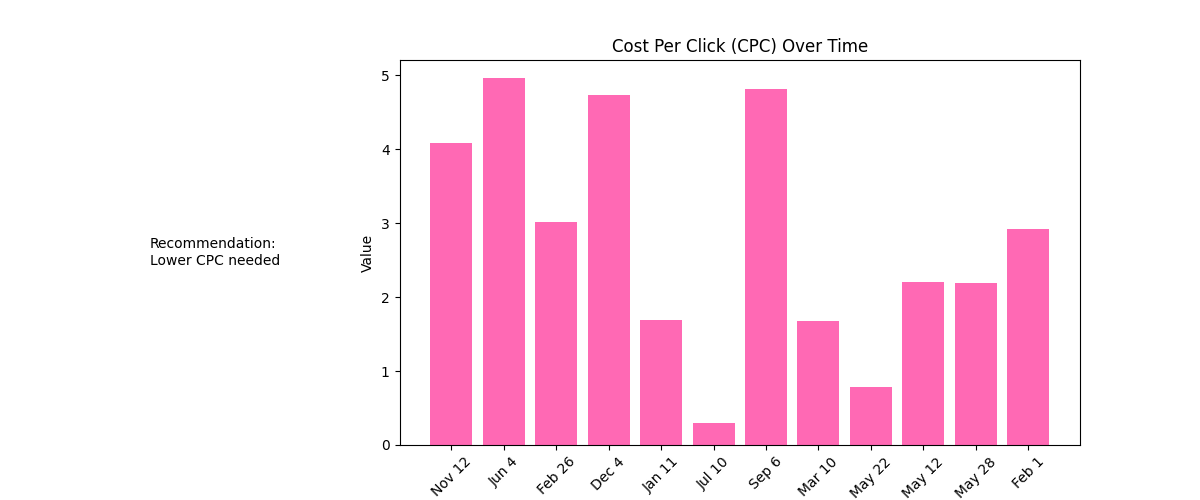 Cost Per Click (CPC) Over Time
Recommendation:
Lower CPC needed
Value
5
4
3
2
1
0
Nov 12
Jun 4
Feb 26
Dec 4
Jan 11
Jul 10
Sep 6
Mar 10
May 22
May 12
May 28
Feb 1